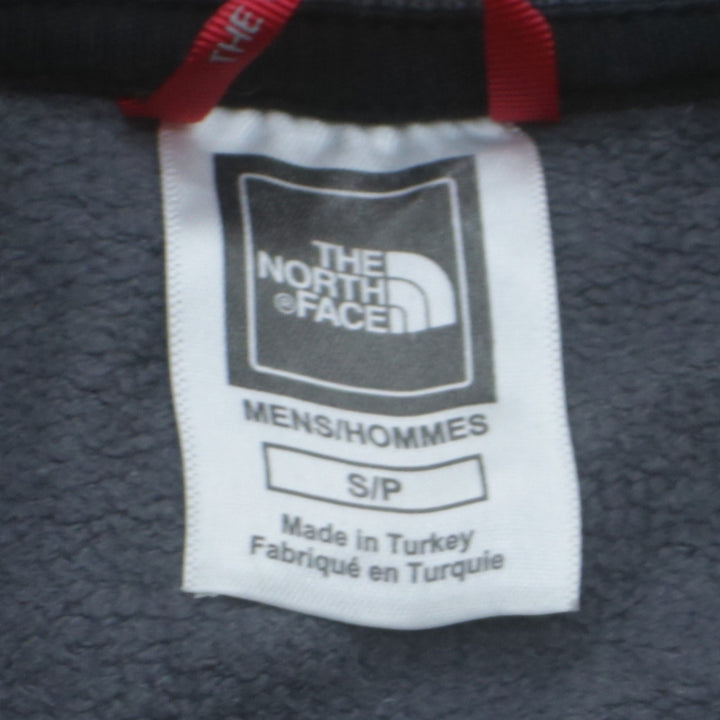 THE
THE
NORTH
®FACE
MENS/HOMMES
S/P
Made in Turkey
Fabriqué en Turquie